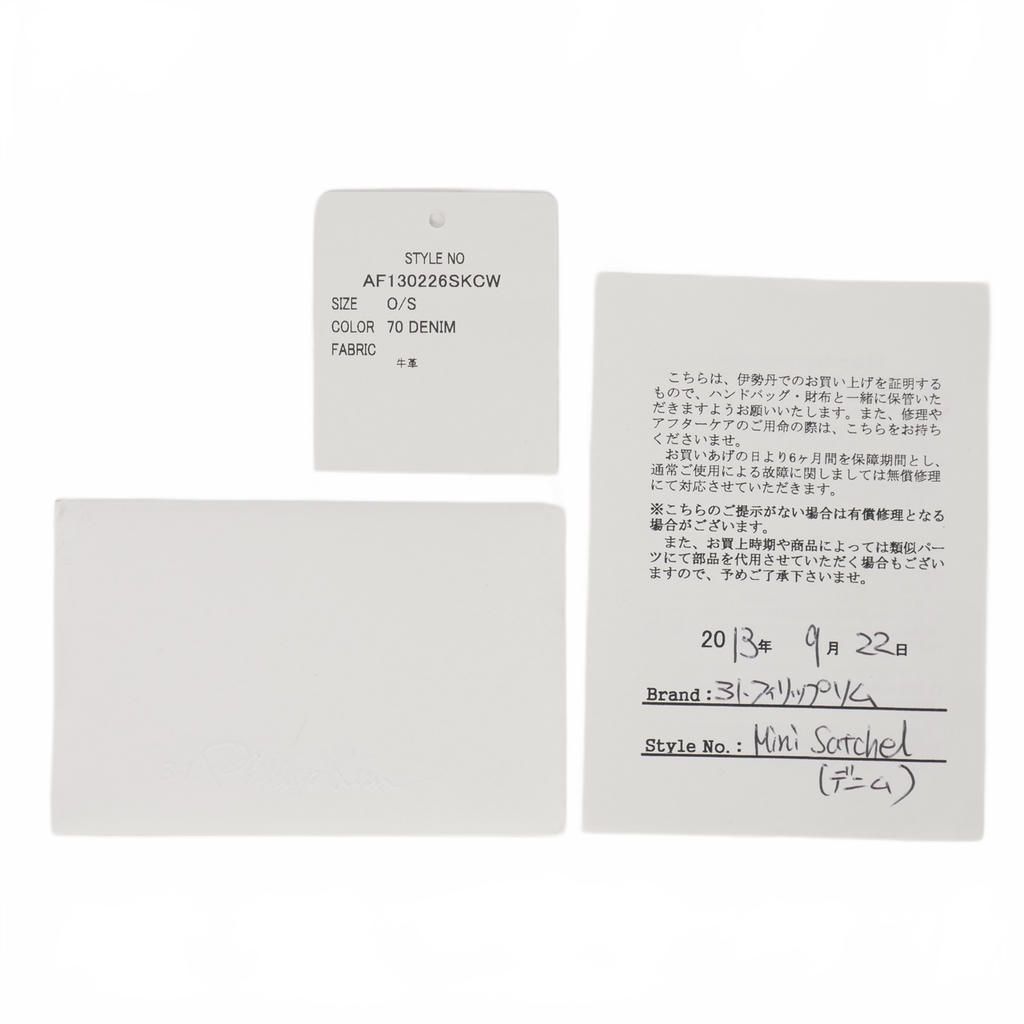 STYLE NO
AF130226SKCW
SIZE O/S
COLOR 70 DENIM
FABRIC
牛革
こちらは、伊勢丹でのお買い上げを証明する
もので、ハンドバッグ・財布と一緒に保管いた
だきますようお願いいたします。また、修理や
アフターケアのご用命の際は、こちらをお持ち
くださいませ。
お買いあげの日より6ヶ月間を保障期間とし、
通常ご使用による故障に関しましては無償修理
にて対応させていただきます。
※こちらのご提示がない場合は有償修理となる
場合がございます。
また、お買上時期や商品によっては類似パー
ツにて部品を代用させていただく場合もござい
ますので、予めご了承下さいませ。
2013年 9月 22日
Brand : 3.1.フィリップリム
Style No. : Mini Satchel
(デニム)
3.1 Phillip Lim